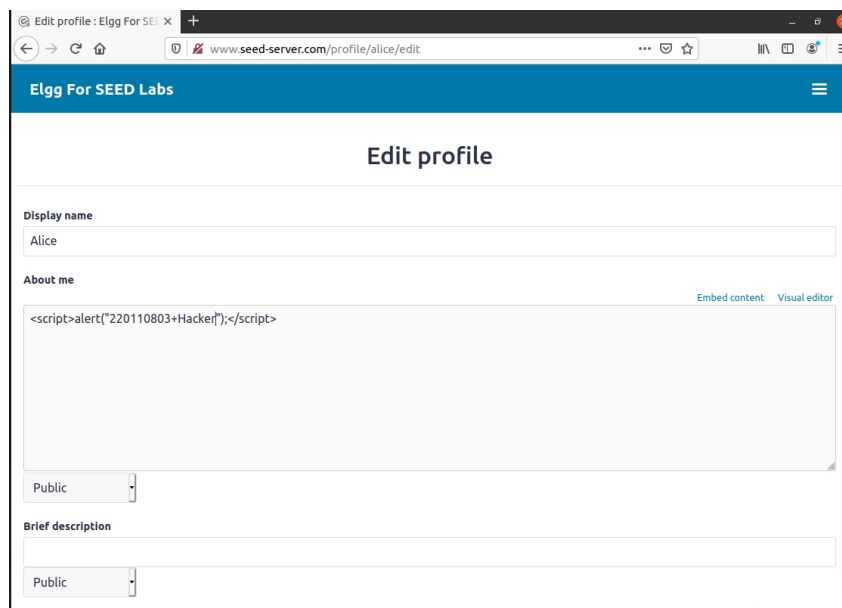 Edit profile : Elgg For SE
www.seed-server.com/profile/alice/edit
Elgg For SEED Labs
Edit profile
Display name
Alice
About me
Embed content Visual editor
<script>alert("220110803+Hacker");</script>
Public
Brief description
Public